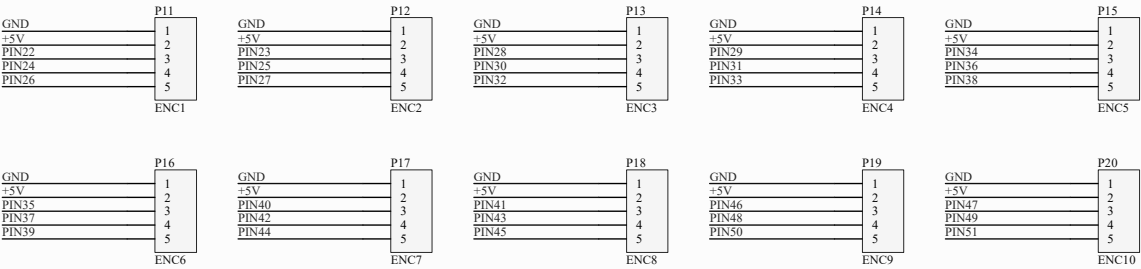 P11
GND 1
+5V 2
PIN22 3
PIN24 4
PIN26 5
ENC1
P12
GND 1
+5V 2
PIN23 3
PIN25 4
PIN27 5
ENC2
P13
GND 1
+5V 2
PIN28 3
PIN30 4
PIN32 5
ENC3
P14
GND 1
+5V 2
PIN29 3
PIN31 4
PIN33 5
ENC4
P15
GND 1
+5V 2
PIN34 3
PIN36 4
PIN38 5
ENC5
P16
GND 1
+5V 2
PIN35 3
PIN37 4
PIN39 5
ENC6
P17
GND 1
+5V 2
PIN40 3
PIN42 4
PIN44 5
ENC7
P18
GND 1
+5V 2
PIN41 3
PIN43 4
PIN45 5
ENC8
P19
GND 1
+5V 2
PIN46 3
PIN48 4
PIN50 5
ENC9
P20
GND 1
+5V 2
PIN47 3
PIN49 4
PIN51 5
ENC10